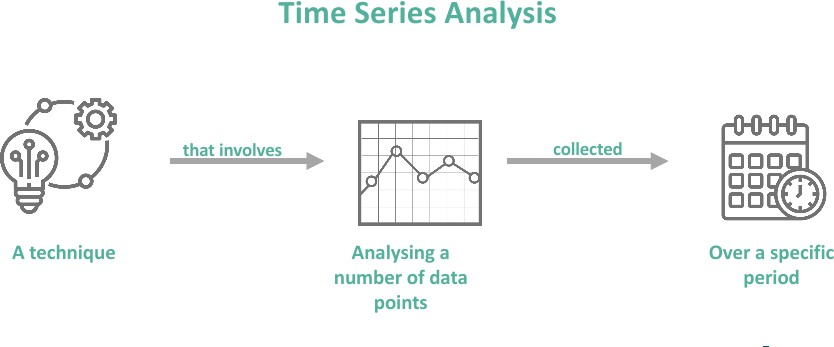 Time Series Analysis
that involves
collected
A technique
Analysing a
number of data
points
Over a specific
period